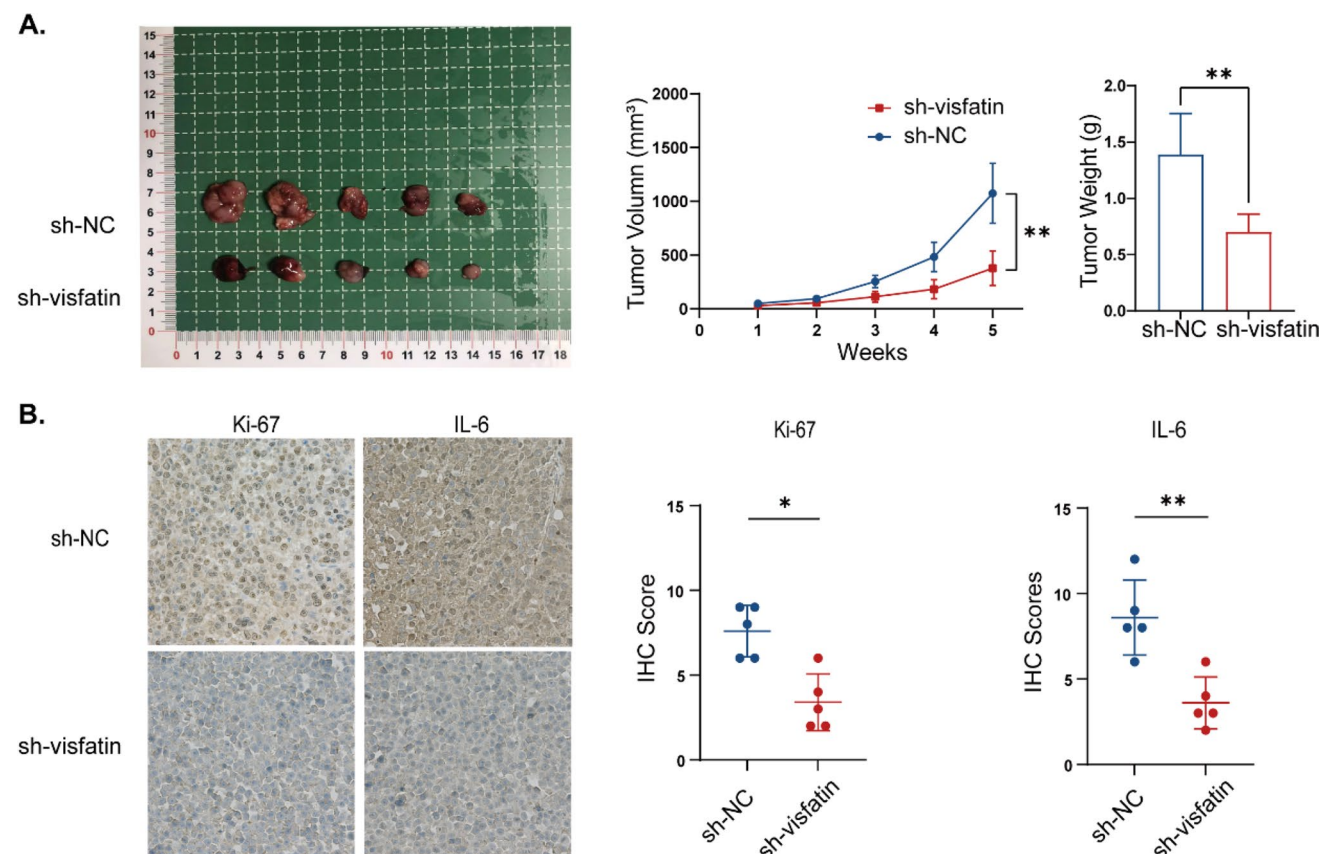 A.
15
14
13
12
11
10
9
8
7
6
5
4
3
2
1
0
0 1 2 3 4 5 6 7 8 9 10 11 12 13 14 15 16 17 18
sh-NC
sh-visfatin
Tumor Volumn (mm³)
2000
1500
1000
500
0
0 1 2 3 4 5
Weeks
sh-visfatin
sh-NC
**
Tumor Weight (g)
2.0
1.5
1.0
0.5
0.0
**
sh-NC sh-visfatin
B.
Ki-67 IL-6
sh-NC
sh-visfatin
Ki-67
IHC Score
15
10
5
0
*
sh-NC
sh-visfatin
IL-6
IHC Scores
15
10
5
0
**
sh-NC
sh-visfatin